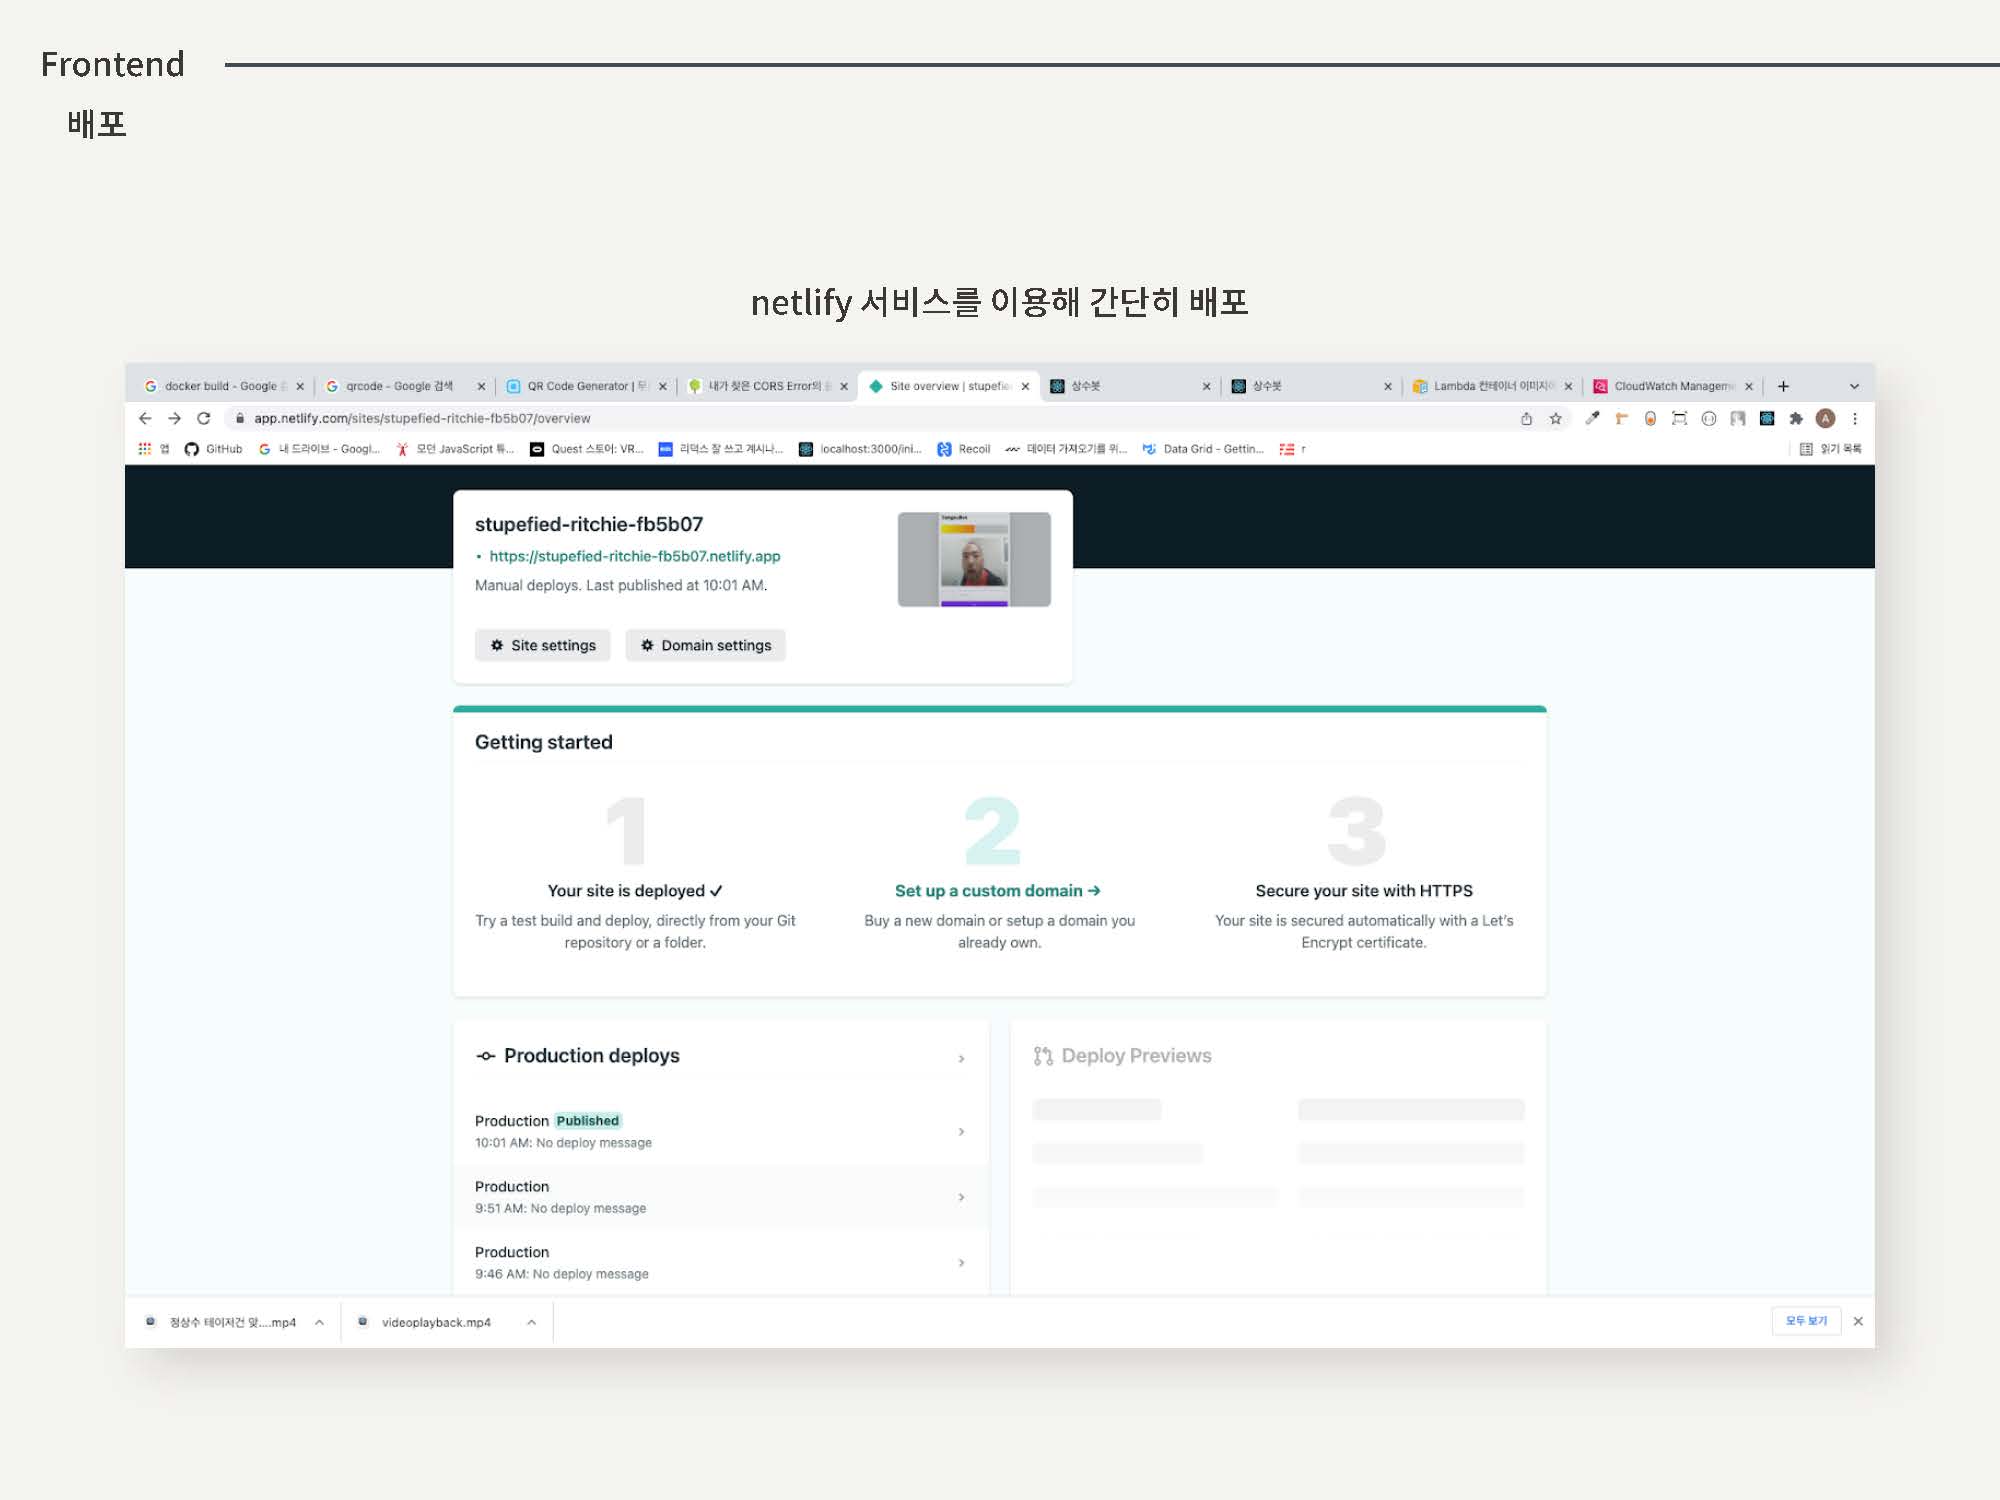 Frontend
배포
netlify 서비스를 이용해 간단히 배포
docker build - Google
qrcode - Google 검색
QR Code Generator | 무
내가 찾은 CORS Error의
Site overview | stupefie
상수봇
상수봇
Lambda 컨테이너 이미지
CloudWatch Managem
app.netlify.com/sites/stupefied-ritchie-fb5b07/overview
앱
GitHub
내 드라이브 - Googl...
모던 JavaScript 튜...
Quest 스토어: VR...
리덕스 잘 쓰고 계시나...
localhost:3000/ini...
Recoil
데이터 가져오기를 위...
Data Grid - Gettin...
r
읽기 목록
stupefied-ritchie-fb5b07
• https://stupefied-ritchie-fb5b07.netlify.app
Manual deploys. Last published at 10:01 AM.
Site settings
Domain settings
Getting started
1
Your site is deployed ✓
Try a test build and deploy, directly from your Git
repository or a folder.
2
Set up a custom domain →
Buy a new domain or setup a domain you
already own.
3
Secure your site with HTTPS
Your site is secured automatically with a Let's
Encrypt certificate.
Production deploys
Production Published
10:01 AM: No deploy message
Production
9:51 AM: No deploy message
Production
9:46 AM: No deploy message
Deploy Previews
정상수 테이저건 맞....mp4
videoplayback.mp4
모두 보기